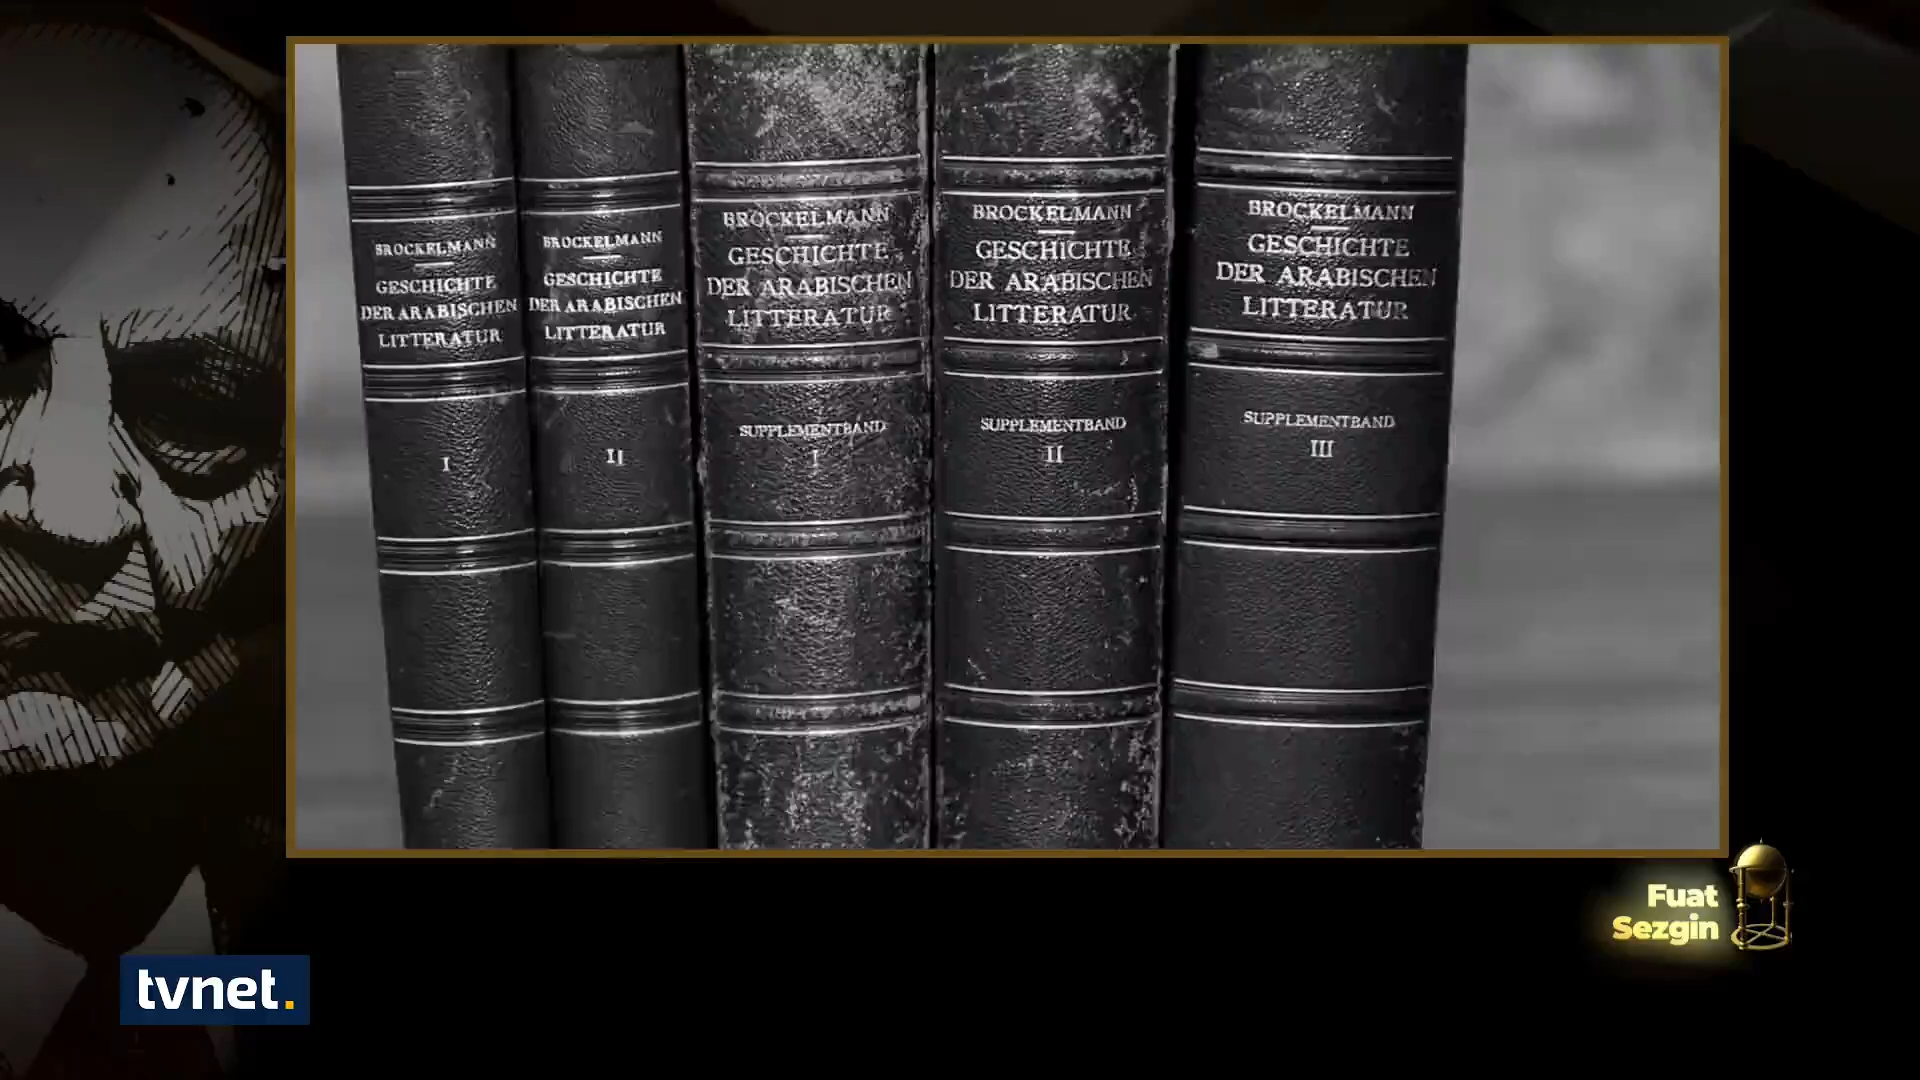 BROCKELMANN
GESCHICHTE
DER ARABISCHEN
LITTERATUR
I
BROCKELMANN
GESCHICHTE
DER ARABISCHEN
LITTERATUR
II
BROCKELMANN
GESCHICHTE
DER ARABISCHEN
LITTERATUR
SUPPLEMENTBAND
I
BROCKELMANN
GESCHICHTE
DER ARABISCHEN
LITTERATUR
SUPPLEMENTBAND
II
BROCKELMANN
GESCHICHTE
DER ARABISCHEN
LITTERATUR
SUPPLEMENTBAND
III
Fuat
Sezgin
tvnet.